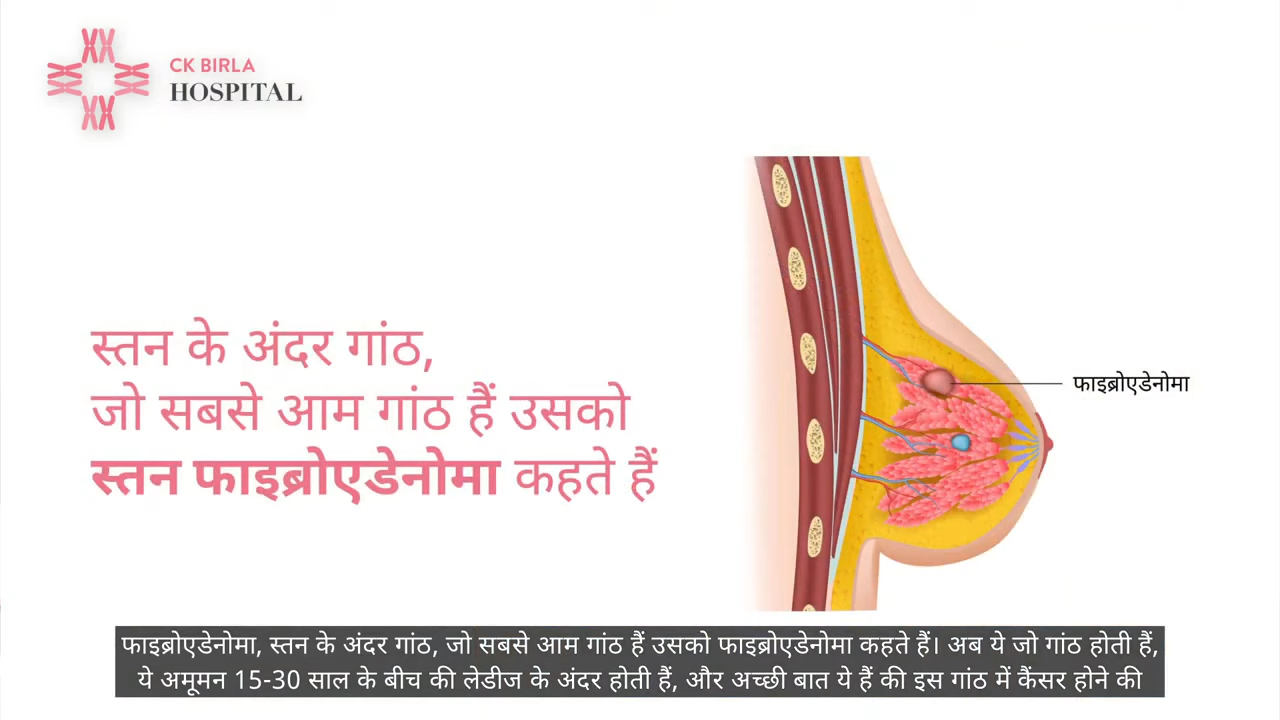 CK BIRLA
HOSPITAL
स्तन के अंदर गांठ,
जो सबसे आम गांठ हैं उसको
स्तन फाइब्रोएडेनोमा कहते हैं
फाइब्रोएडेनोमा
फाइब्रोएडेनोमा, स्तन के अंदर गांठ, जो सबसे आम गांठ हैं उसको फाइब्रोएडेनोमा कहते हैं। अब ये जो गांठ होती हैं,
ये अमूमन 15-30 साल के बीच की लेडीज के अंदर होती हैं, और अच्छी बात ये हैं की इस गांठ में कैंसर होने की